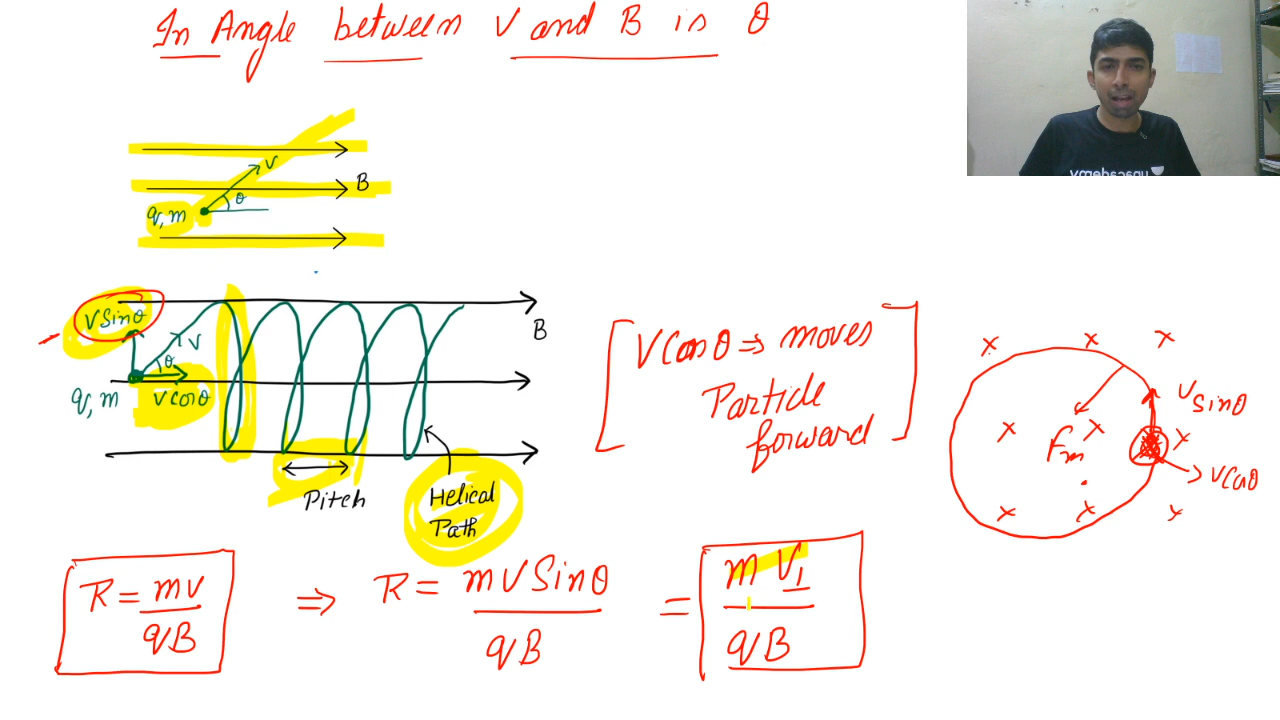 In Angle between V and B is θ
V
B
θ
q, m
VSinθ
V
θ
q, m
VCosθ
B
Pitch
Helical
Path
VCosθ ⇒ moves
Particle
forward
x x x
VSinθ
x x x
Fm
VCosθ
x x x
R = mV/qB ⇒ R = mVSinθ/qB = mV₁/qB